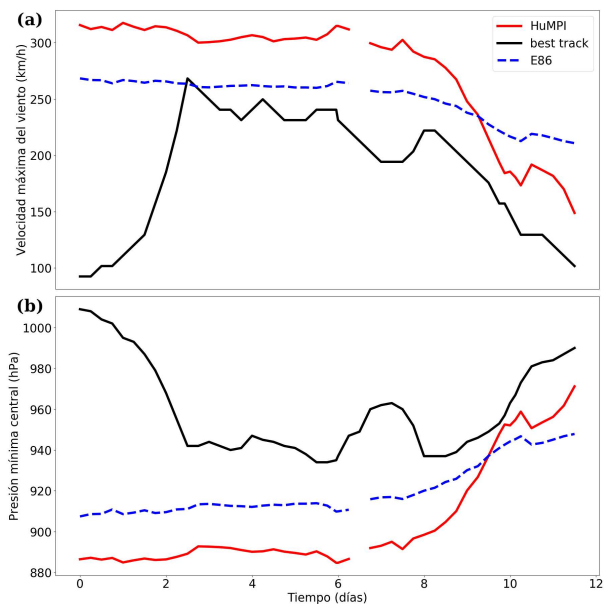 (a)
HuMPI
best track
E86
Velocidad máxima del viento (km/h)
300
250
200
150
100
(b)
Presión mínima central (hPa)
1000
980
960
940
920
900
880
0 2 4 6 8 10 12
Tiempo (días)